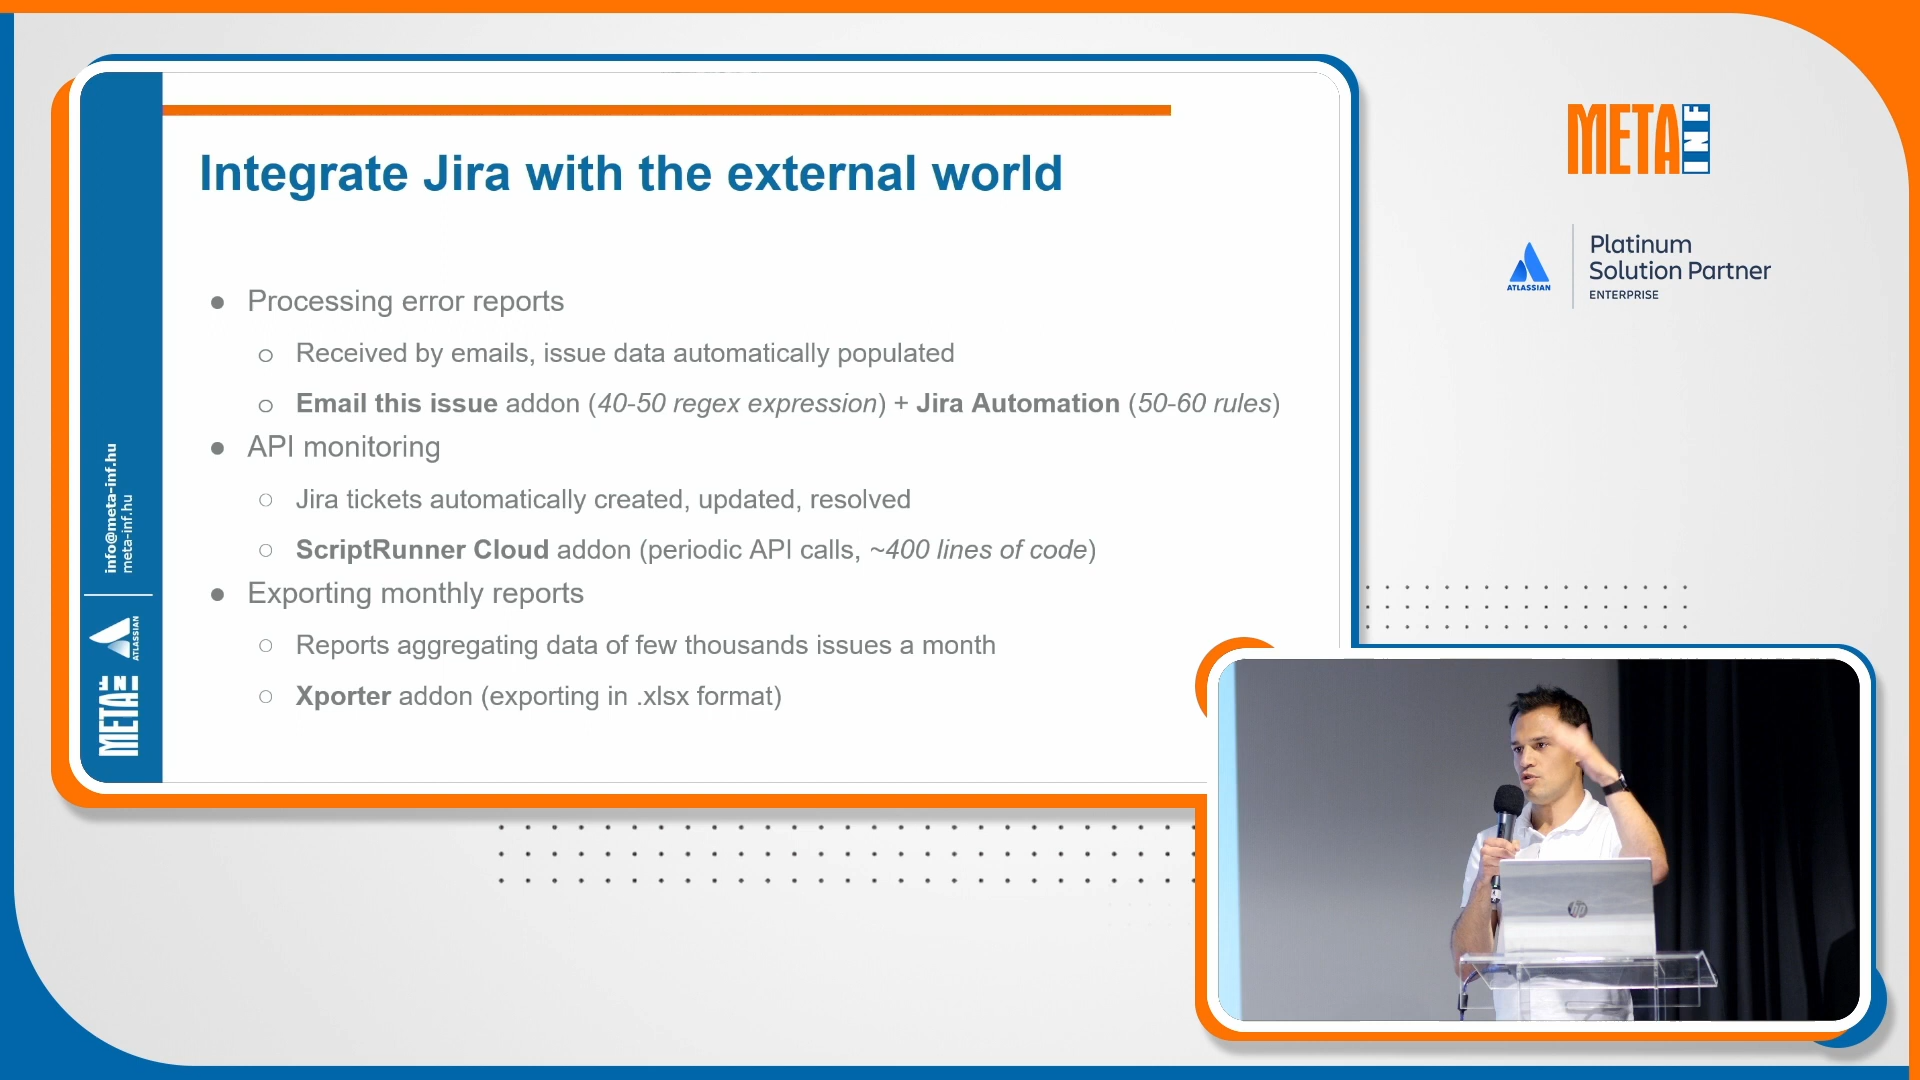 Integrate Jira with the external world
● Processing error reports
○ Received by emails, issue data automatically populated
○ Email this issue addon (40-50 regex expression) + Jira Automation (50-60 rules)
● API monitoring
○ Jira tickets automatically created, updated, resolved
○ ScriptRunner Cloud addon (periodic API calls, ~400 lines of code)
● Exporting monthly reports
○ Reports aggregating data of few thousands issues a month
○ Xporter addon (exporting in .xlsx format)
info@meta-inf.hu
meta-inf.hu
ATLASSIAN
META INF
META INF
ATLASSIAN
Platinum
Solution Partner
ENTERPRISE
hp